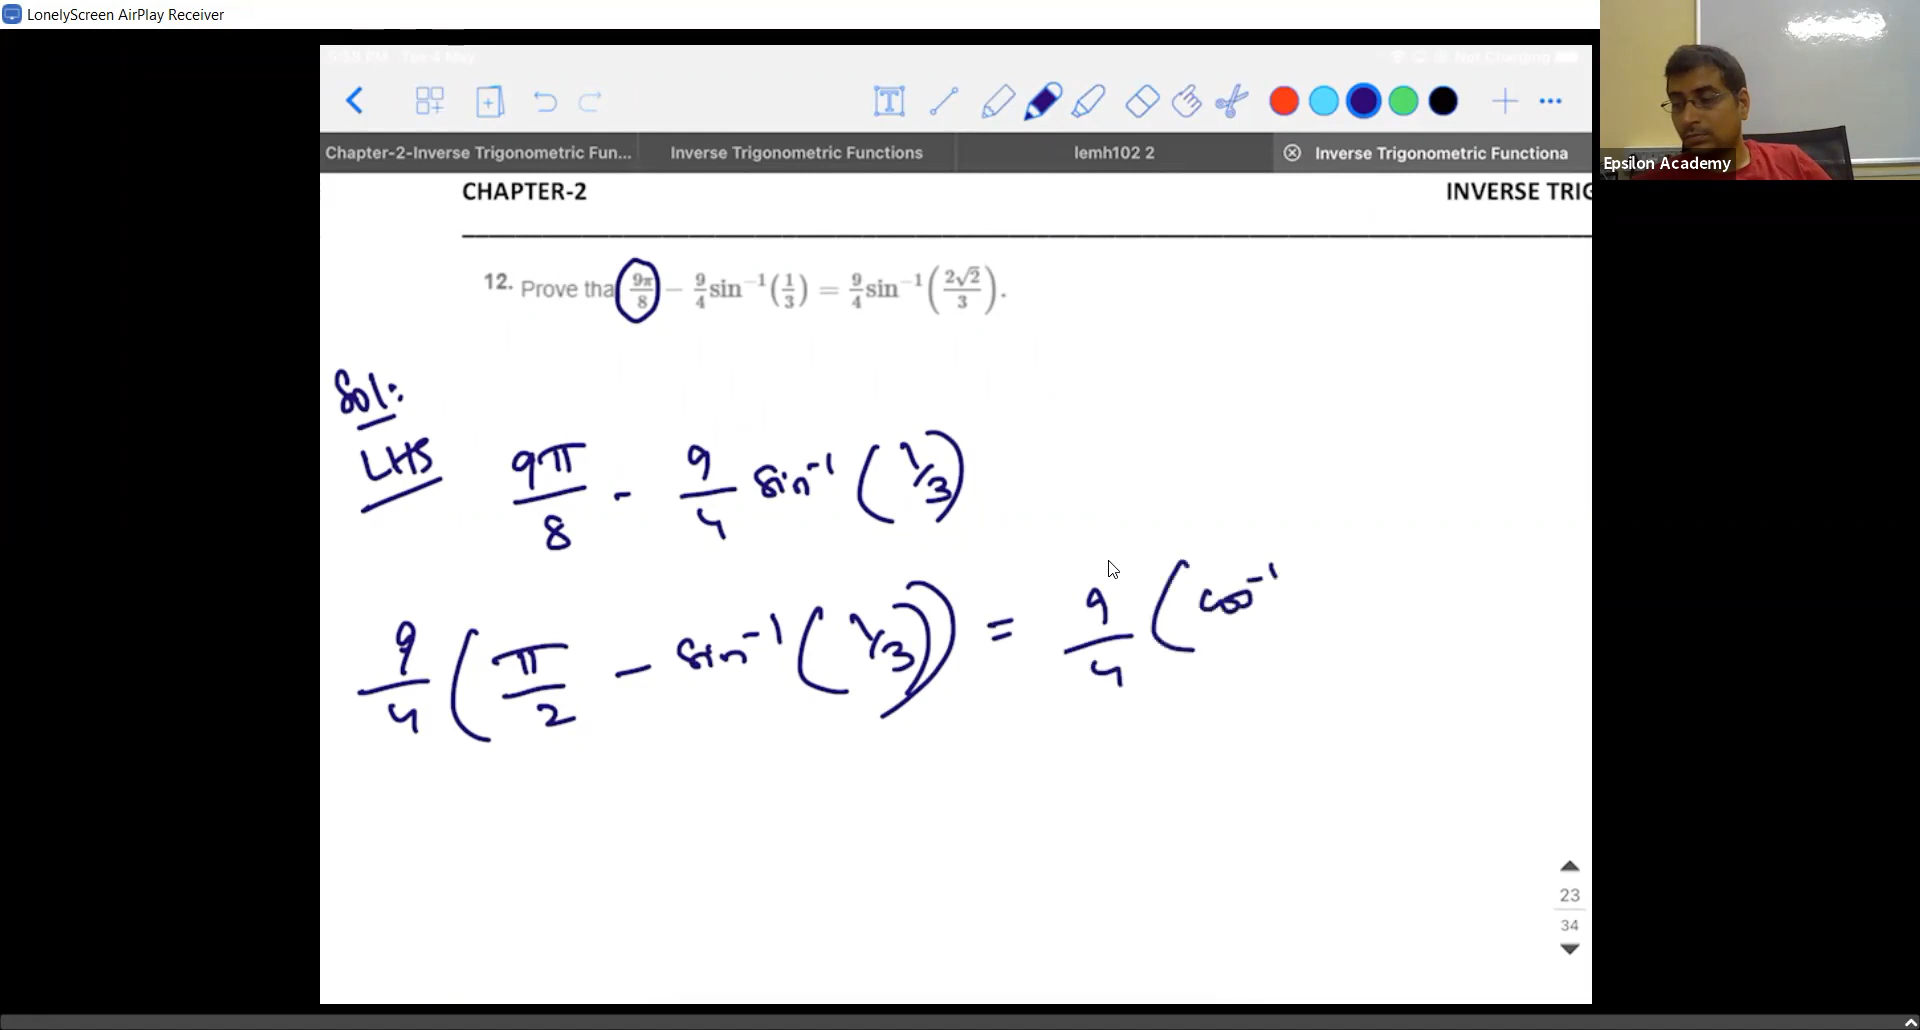 LonelyScreen AirPlay Receiver
Epsilon Academy
Chapter-2-Inverse Trigonometric Fun...
Inverse Trigonometric Functions
lemh102 2
Inverse Trigonometric Functiona
CHAPTER-2
INVERSE TRIG
12. Prove tha 9π/8 − 9/4 sin⁻¹(1/3) = 9/4 sin⁻¹(2√2/3).
Sol:
LHS 9π/8 - 9/4 sin⁻¹(1/3)
9/4 (π/2 − sin⁻¹(1/3)) = 9/4 (cos⁻¹
23
34